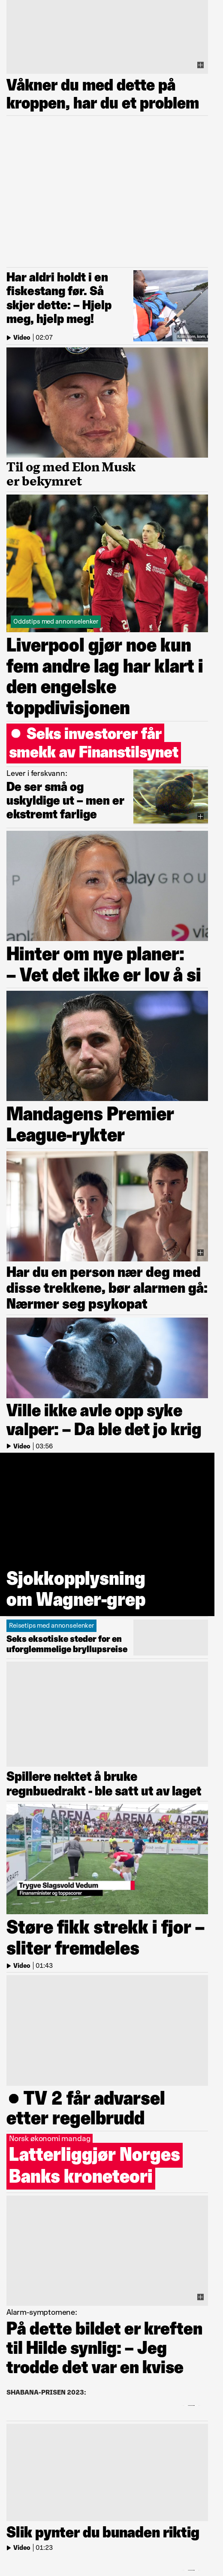 Våkner du med dette på
kroppen, har du et problem
Har aldri holdt i en
fiskestang før. Så
skjer dette: – Hjelp
meg, hjelp meg!
Video | 02:07
Til og med Elon Musk
er bekymret
Oddstips med annonselenker
Liverpool gjør noe kun
fem andre lag har klart i
den engelske
toppdivisjonen
Seks investorer får
smekk av Finanstilsynet
Lever i ferskvann:
De ser små og
uskyldige ut – men er
ekstremt farlige
playGROUP
via
Hinter om nye planer:
– Vet det ikke er lov å si
Mandagens Premier
League-rykter
Har du en person nær deg med
disse trekkene, bør alarmen gå:
Nærmer seg psykopat
Ville ikke avle opp syke
valper: – Da ble det jo krig
Video | 03:56
Sjokkopplysning
om Wagner-grep
Reisetips med annonselenker
Seks eksotiske steder for en
uforglemmelige bryllupsreise
Spillere nektet å bruke
regnbuedrakt - ble satt ut av laget
ARENA
ARENA
Trygve Slagsvold Vedum
Finansminister og toppscorer
Støre fikk strekk i fjor –
sliter fremdeles
Video | 01:43
TV 2 får advarsel
etter regelbrudd
Norsk økonomi mandag
Latterliggjør Norges
Banks kroneteori
Alarm-symptomene:
På dette bildet er kreften
til Hilde synlig: – Jeg
trodde det var en kvise
SHABANA-PRISEN 2023:
Slik pynter du bunaden riktig
Video | 01:23